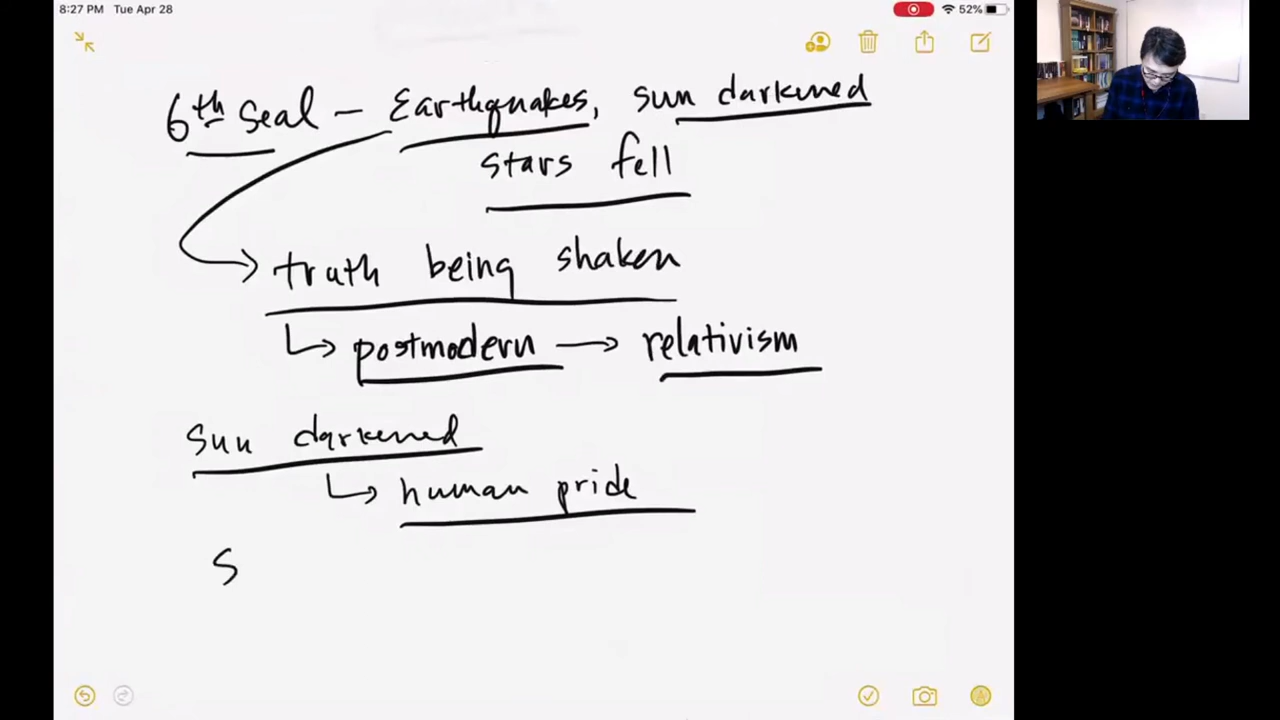 8:27 PM Tue Apr 28
52%
6th Seal – Earthquakes, sun darkened
stars fell
truth being shaken
postmodern → relativism
sun darkened
human pride
S